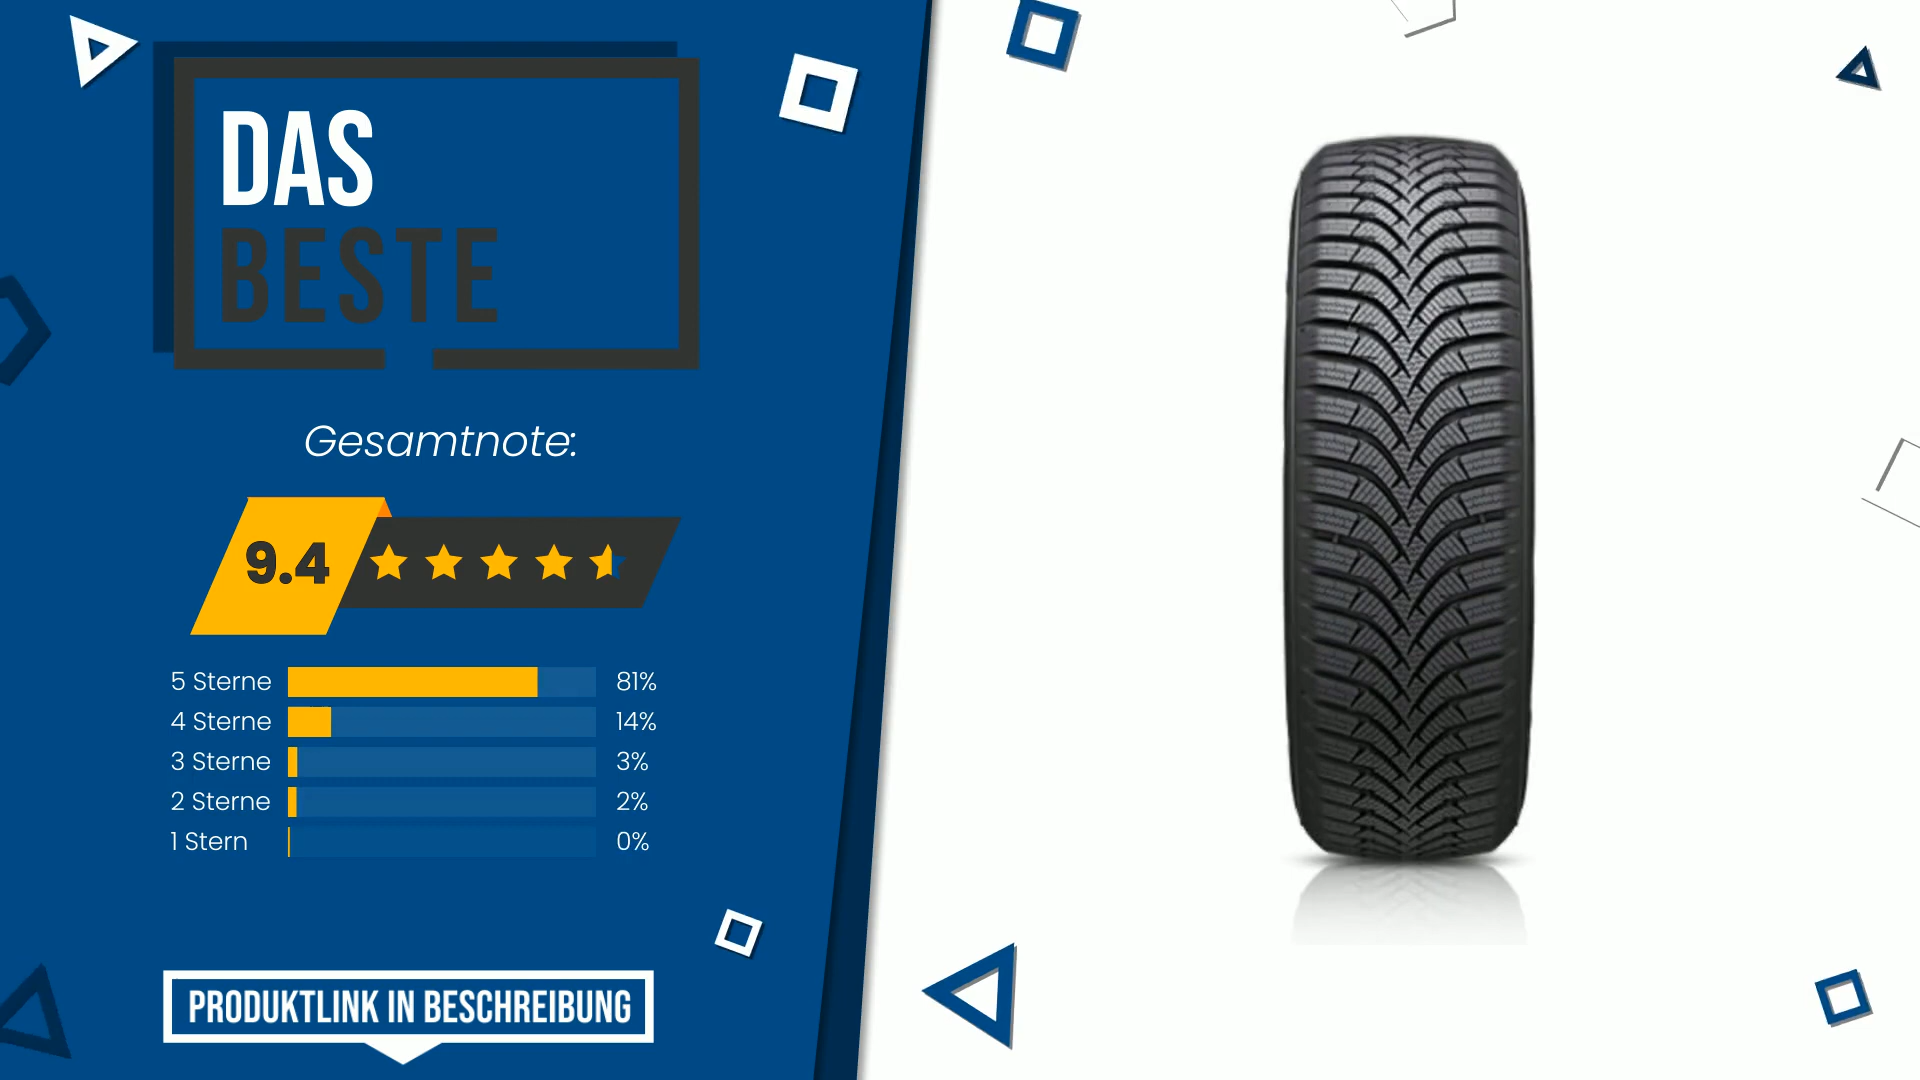 DAS
BESTE
Gesamtnote:
9.4
5 Sterne 81%
4 Sterne 14%
3 Sterne 3%
2 Sterne 2%
1 Stern 0%
PRODUKTLINK IN BESCHREIBUNG